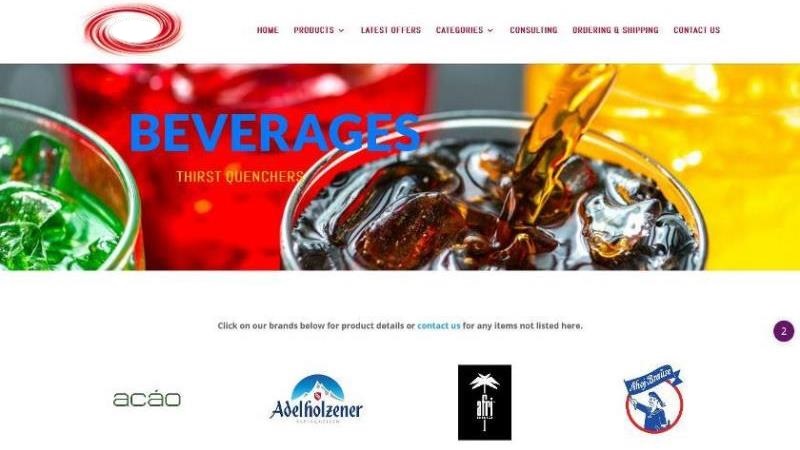 HOME PRODUCTS LATEST OFFERS CATEGORIES CONSULTING ORDERING & SHIPPING CONTACT US
BEVERAGES
THIRST QUENCHERS
Click on our brands below for product details or contact us for any items not listed here.
2
acáo
Adelholzener
afri
Ahoj-Brause